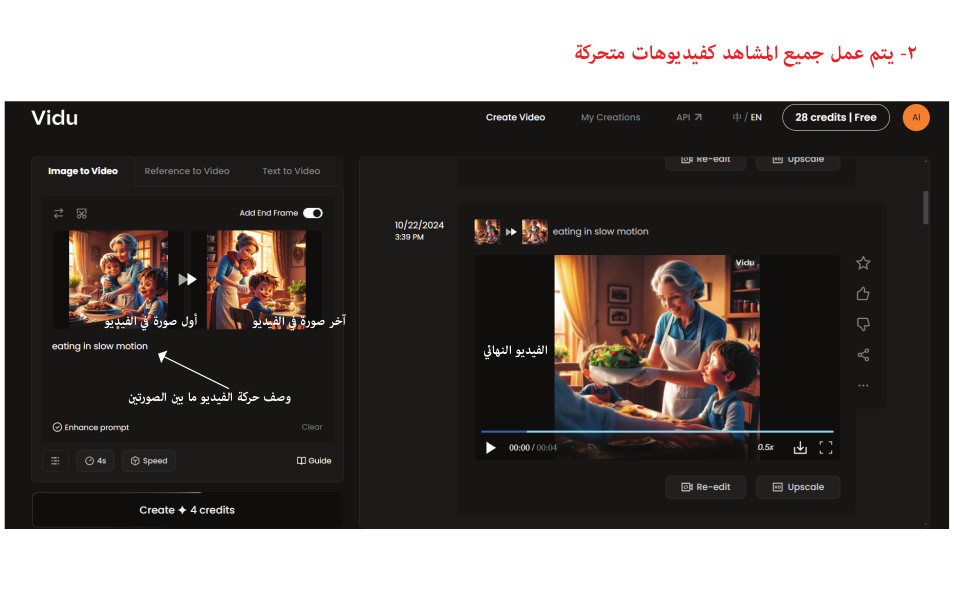 ٢- يتم عمل جميع المشاهد كفيديوهات متحركة
Vidu
Create Video
My Creations
API
中 / EN
28 credits | Free
AI
Image to Video
Reference to Video
Text to Video
Add End Frame
أول صورة في الفيديو
آخر صورة في الفيديو
eating in slow motion
وصف حركة الفيديو ما بين الصورتين
Enhance prompt
Clear
4s
Speed
Guide
Create 4 credits
Re-edit
Upscale
10/22/2024
3:39 PM
eating in slow motion
Vidu
الفيديو النهائي
00:00 / 00:04
0.5x
Re-edit
HD Upscale